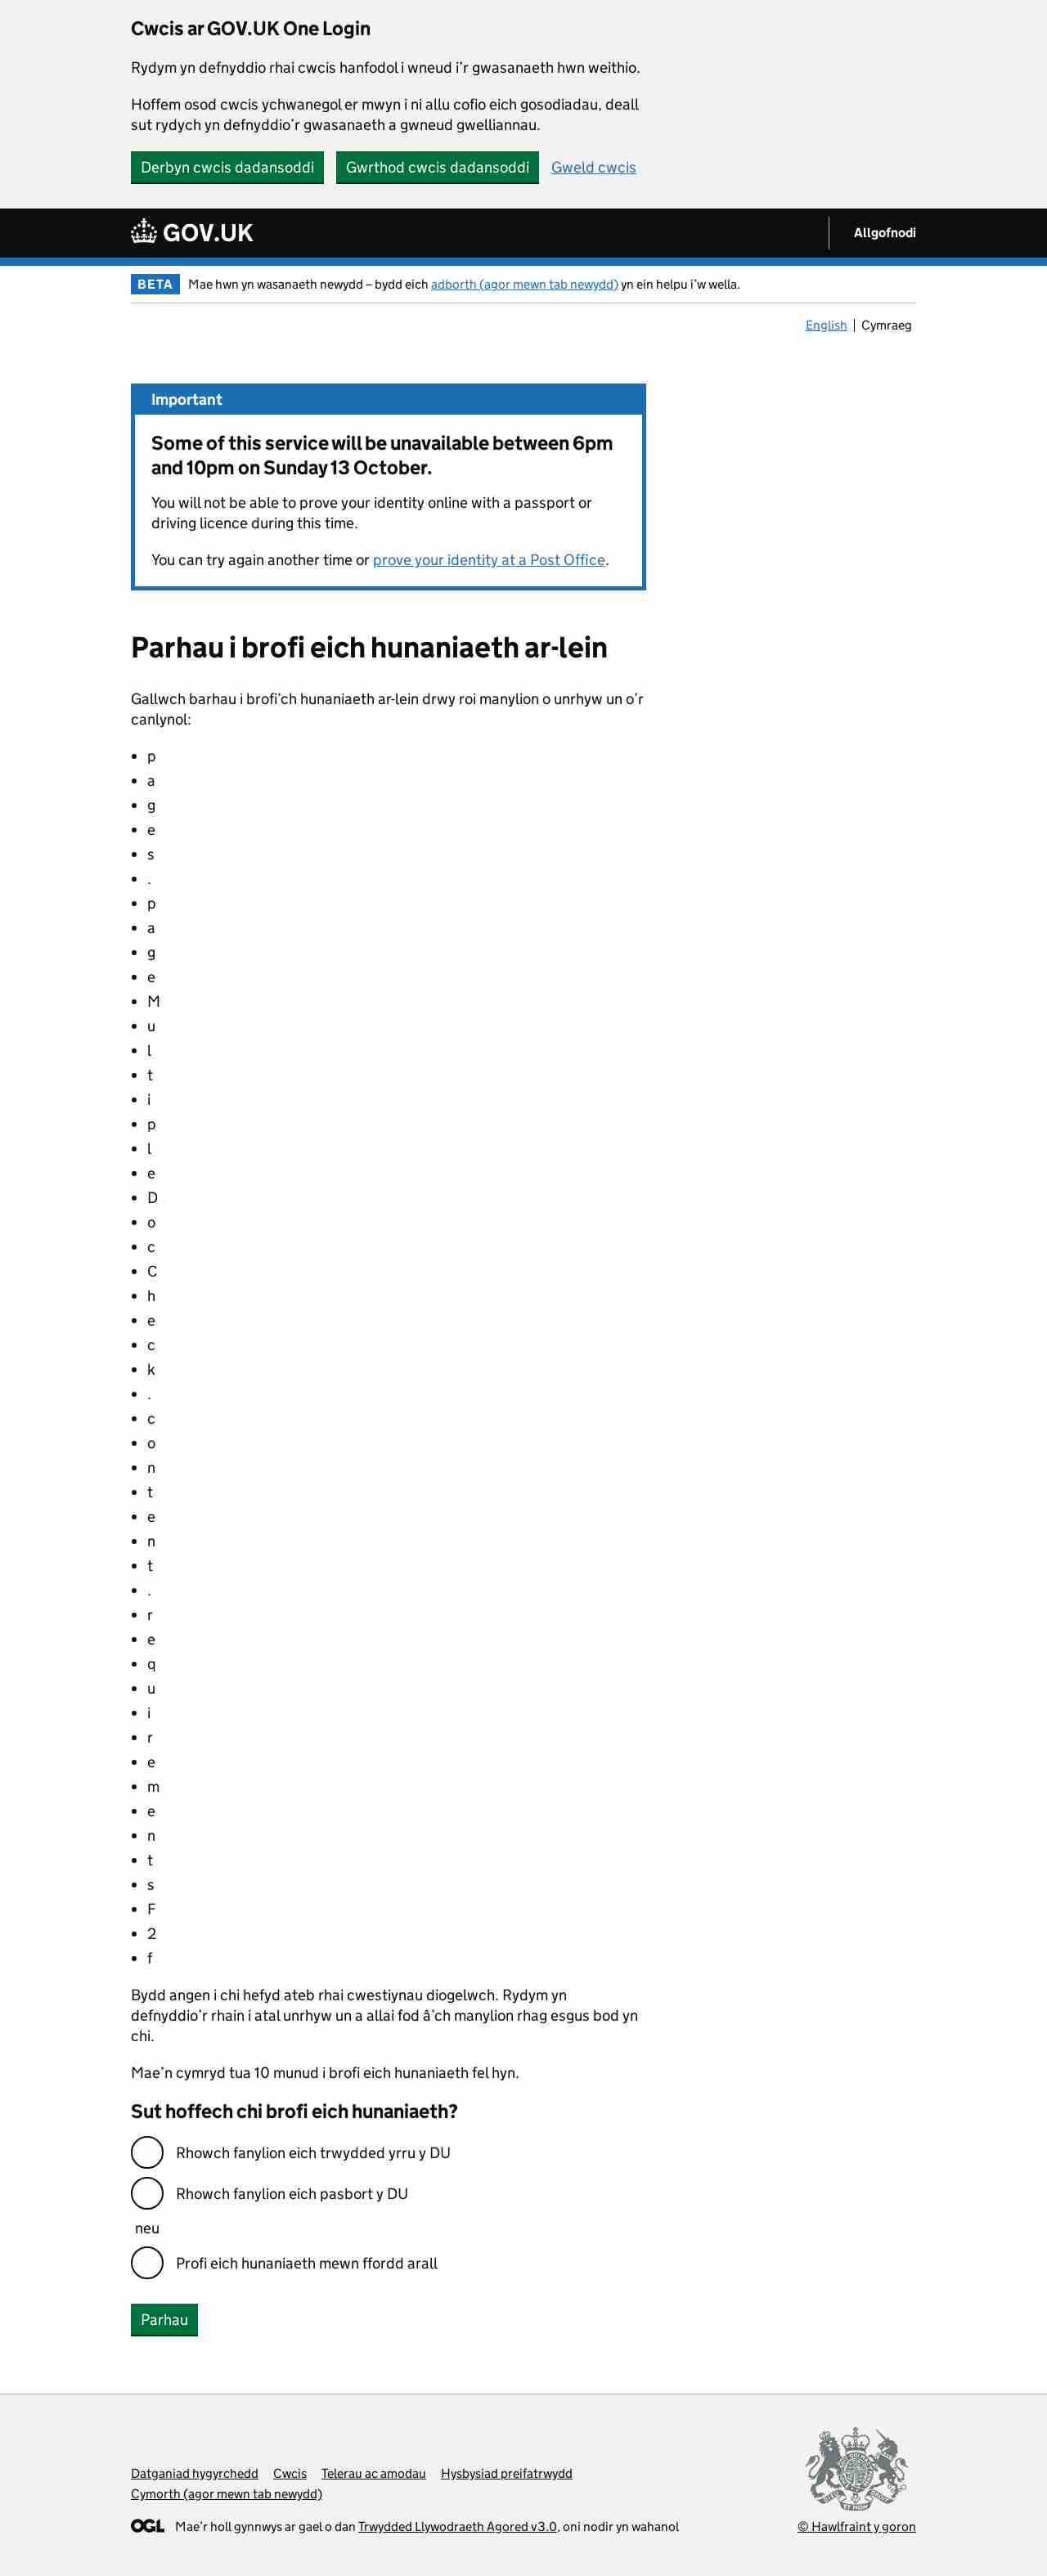 Cwcis ar GOV.UK One Login
Rydym yn defnyddio rhai cwcis hanfodol i wneud i’r gwasanaeth hwn weithio.
Hoffem osod cwcis ychwanegol er mwyn i ni allu cofio eich gosodiadau, deall
sut rydych yn defnyddio’r gwasanaeth a gwneud gwelliannau.
Derbyn cwcis dadansoddi Gwrthod cwcis dadansoddi Gweld cwcis
GOV.UK Allgofnodi
BETA Mae hwn yn wasanaeth newydd – bydd eich adborth (agor mewn tab newydd) yn ein helpu i’w wella.
English | Cymraeg
Important
Some of this service will be unavailable between 6pm
and 10pm on Sunday 13 October.
You will not be able to prove your identity online with a passport or
driving licence during this time.
You can try again another time or prove your identity at a Post Office.
Parhau i brofi eich hunaniaeth ar-lein
Gallwch barhau i brofi’ch hunaniaeth ar-lein drwy roi manylion o unrhyw un o’r
canlynol:
• p
• a
• g
• e
• s
• .
• p
• a
• g
• e
• M
• u
• l
• t
• i
• p
• l
• e
• D
• o
• c
• C
• h
• e
• c
• k
• .
• c
• o
• n
• t
• e
• n
• t
• .
• r
• e
• q
• u
• i
• r
• e
• m
• e
• n
• t
• s
• F
• 2
• f
Bydd angen i chi hefyd ateb rhai cwestiynau diogelwch. Rydym yn
defnyddio’r rhain i atal unrhyw un a allai fod â’ch manylion rhag esgus bod yn
chi.
Mae’n cymryd tua 10 munud i brofi eich hunaniaeth fel hyn.
Sut hoffech chi brofi eich hunaniaeth?
Rhowch fanylion eich trwydded yrru y DU
Rhowch fanylion eich pasbort y DU
neu
Profi eich hunaniaeth mewn ffordd arall
Parhau
Datganiad hygyrchedd Cwcis Telerau ac amodau Hysbysiad preifatrwydd
Cymorth (agor mewn tab newydd)
OGL Mae’r holl gynnwys ar gael o dan Trwydded Llywodraeth Agored v3.0, oni nodir yn wahanol
© Hawlfraint y goron